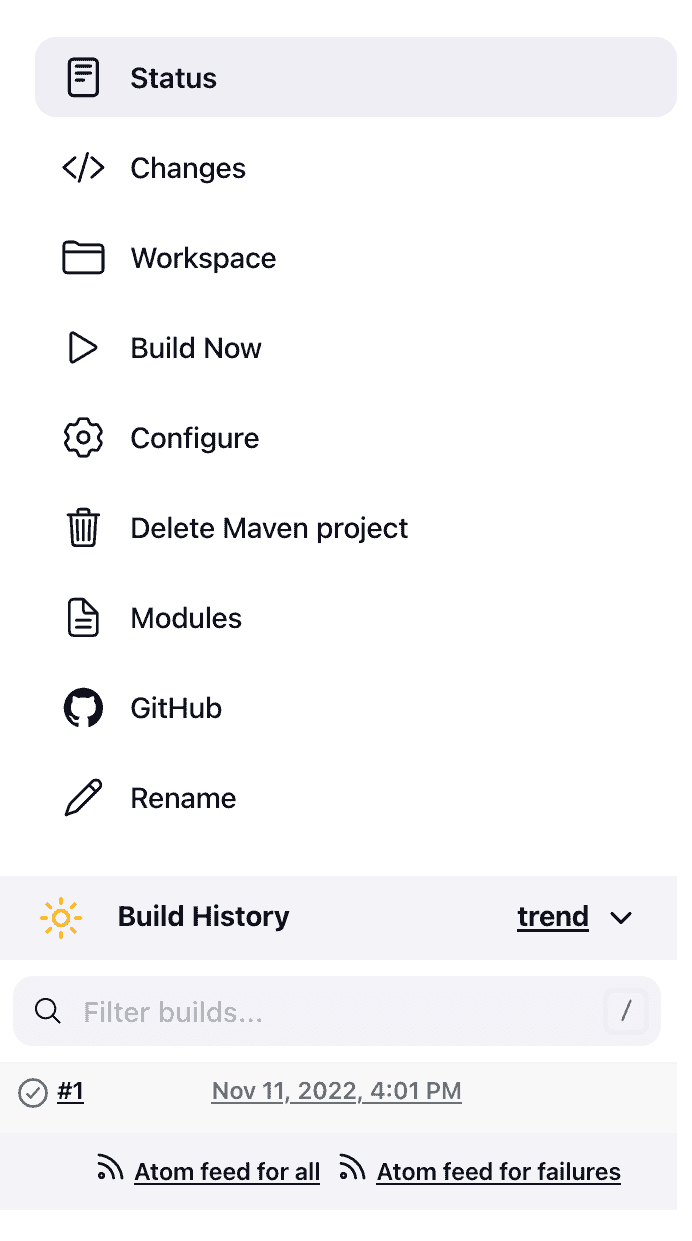 Status
Changes
Workspace
Build Now
Configure
Delete Maven project
Modules
GitHub
Rename
Build History trend
Filter builds... /
#1 Nov 11, 2022, 4:01 PM
Atom feed for all Atom feed for failures